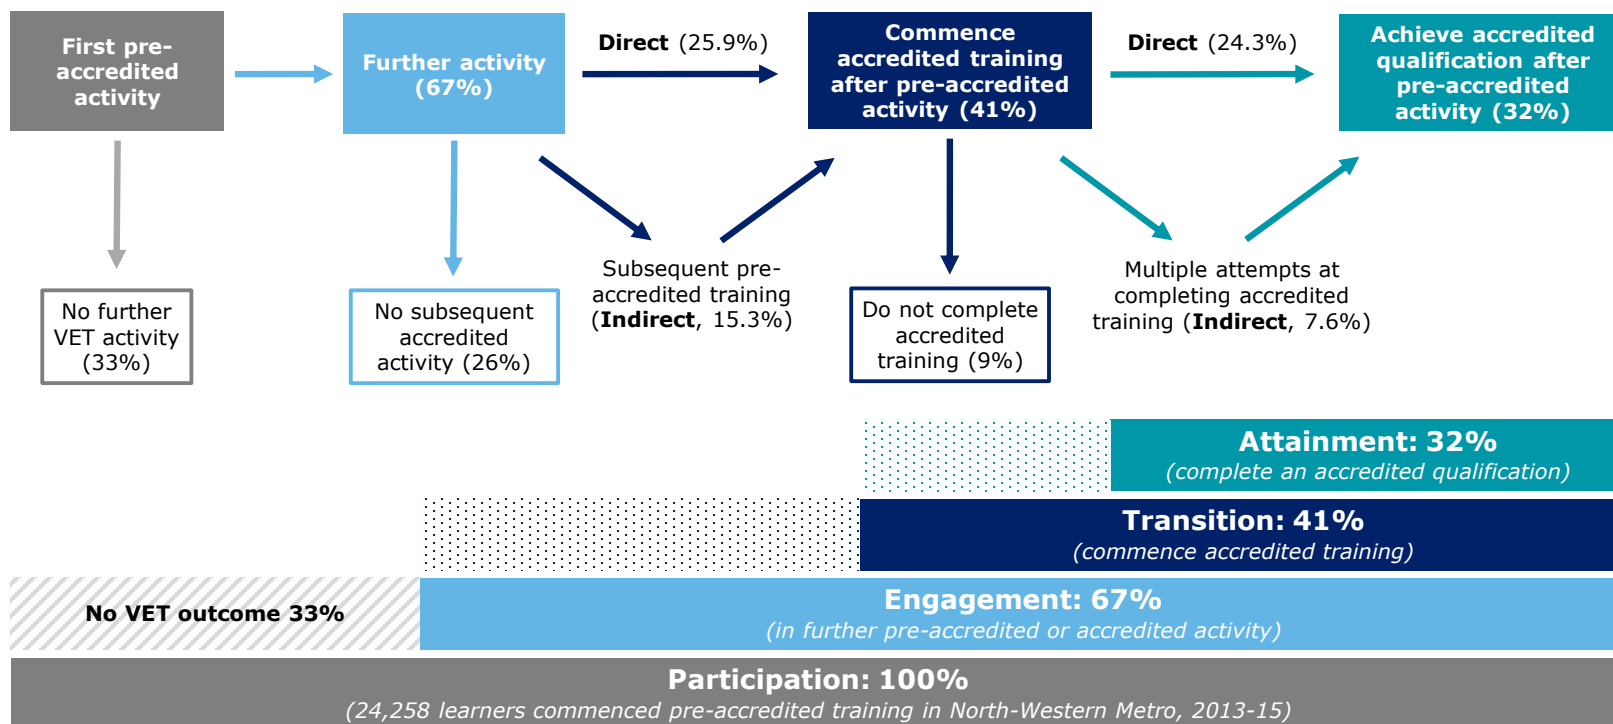 First pre-
accredited
activity
Further activity
(67%)
Direct (25.9%)
Commence
accredited training
after pre-accredited
activity (41%)
Direct (24.3%)
Achieve accredited
qualification after
pre-accredited
activity (32%)
No further
VET activity
(33%)
No subsequent
accredited
activity (26%)
Subsequent pre-
accredited training
(Indirect, 15.3%)
Do not complete
accredited
training (9%)
Multiple attempts at
completing accredited
training (Indirect, 7.6%)
Attainment: 32%
(complete an accredited qualification)
Transition: 41%
(commence accredited training)
No VET outcome 33%
Engagement: 67%
(in further pre-accredited or accredited activity)
Participation: 100%
(24,258 learners commenced pre-accredited training in North-Western Metro, 2013-15)